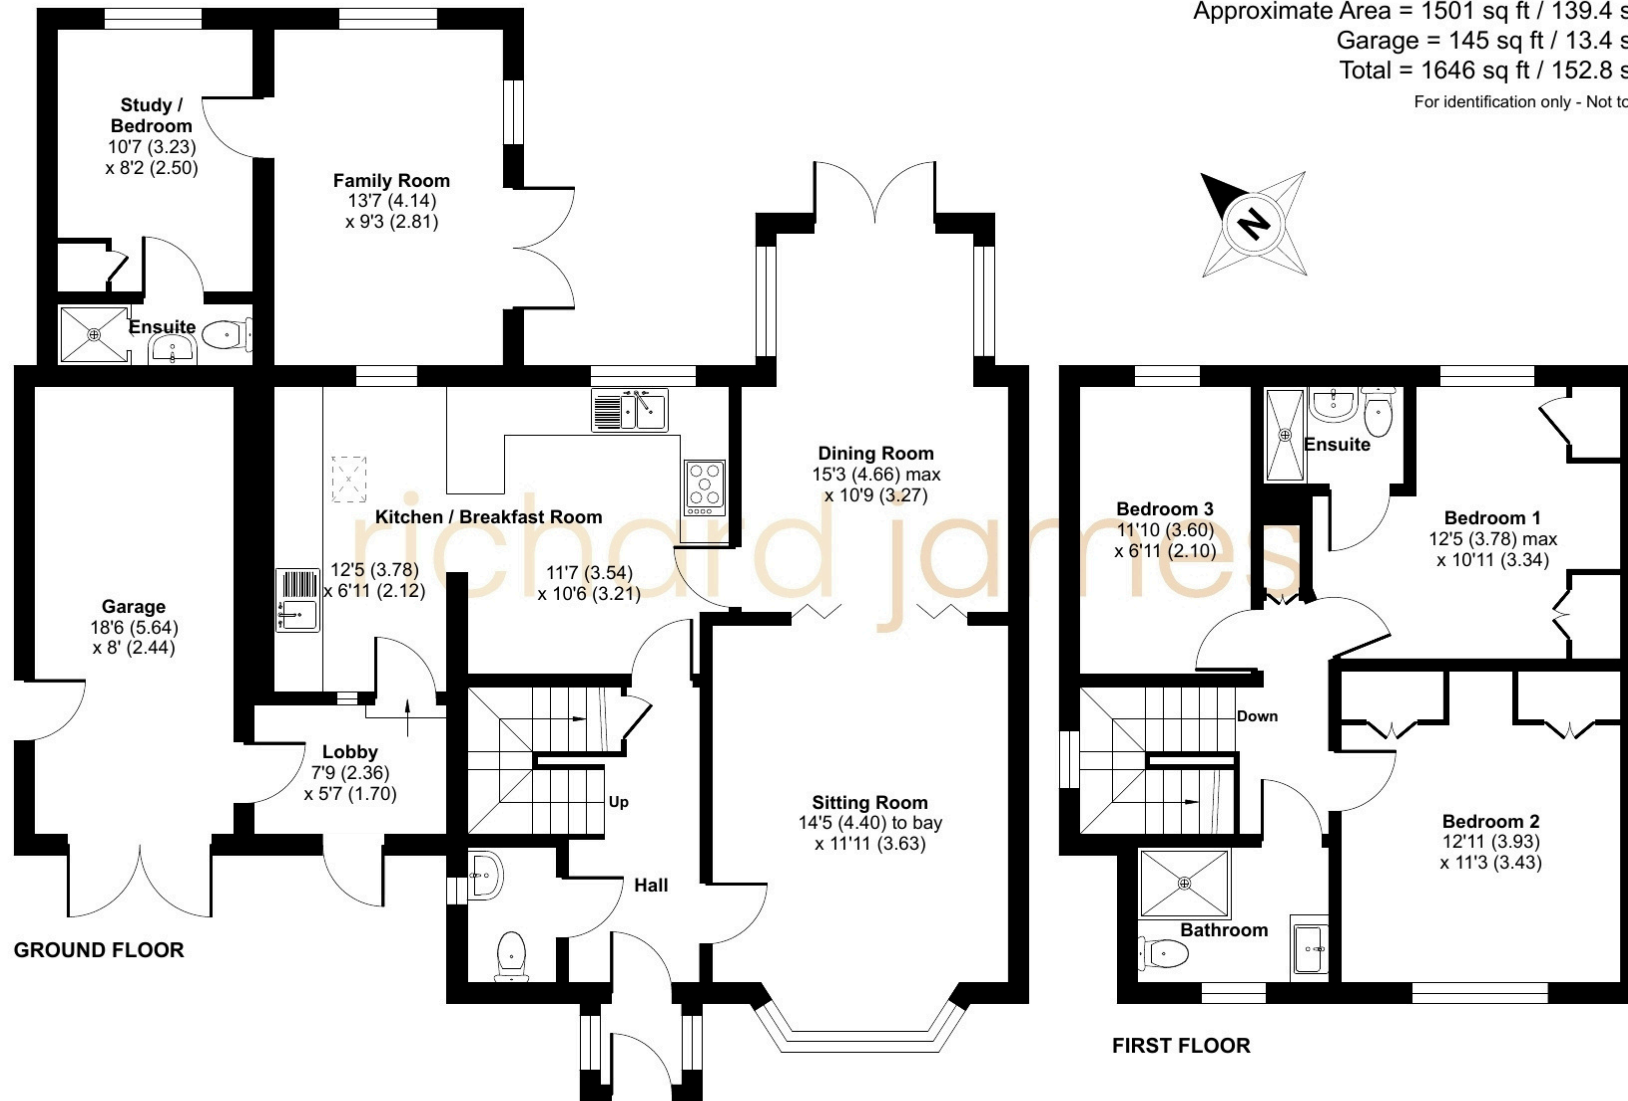 Approximate Area = 1501 sq ft / 139.4 s
Garage = 145 sq ft / 13.4 s
Total = 1646 sq ft / 152.8 s
For identification only - Not to
N
Study /
Bedroom
10'7 (3.23)
x 8'2 (2.50)
Family Room
13'7 (4.14)
x 9'3 (2.81)
Ensuite
Dining Room
15'3 (4.66) max
x 10'9 (3.27)
Kitchen / Breakfast Room
12'5 (3.78)
x 6'11 (2.12)
11'7 (3.54)
x 10'6 (3.21)
Garage
18'6 (5.64)
x 8' (2.44)
Lobby
7'9 (2.36)
x 5'7 (1.70)
Up
Hall
Sitting Room
14'5 (4.40) to bay
x 11'11 (3.63)
GROUND FLOOR
richard james
Ensuite
Bedroom 3
11'10 (3.60)
x 6'11 (2.10)
Bedroom 1
12'5 (3.78) max
x 10'11 (3.34)
Down
Bedroom 2
12'11 (3.93)
x 11'3 (3.43)
Bathroom
FIRST FLOOR